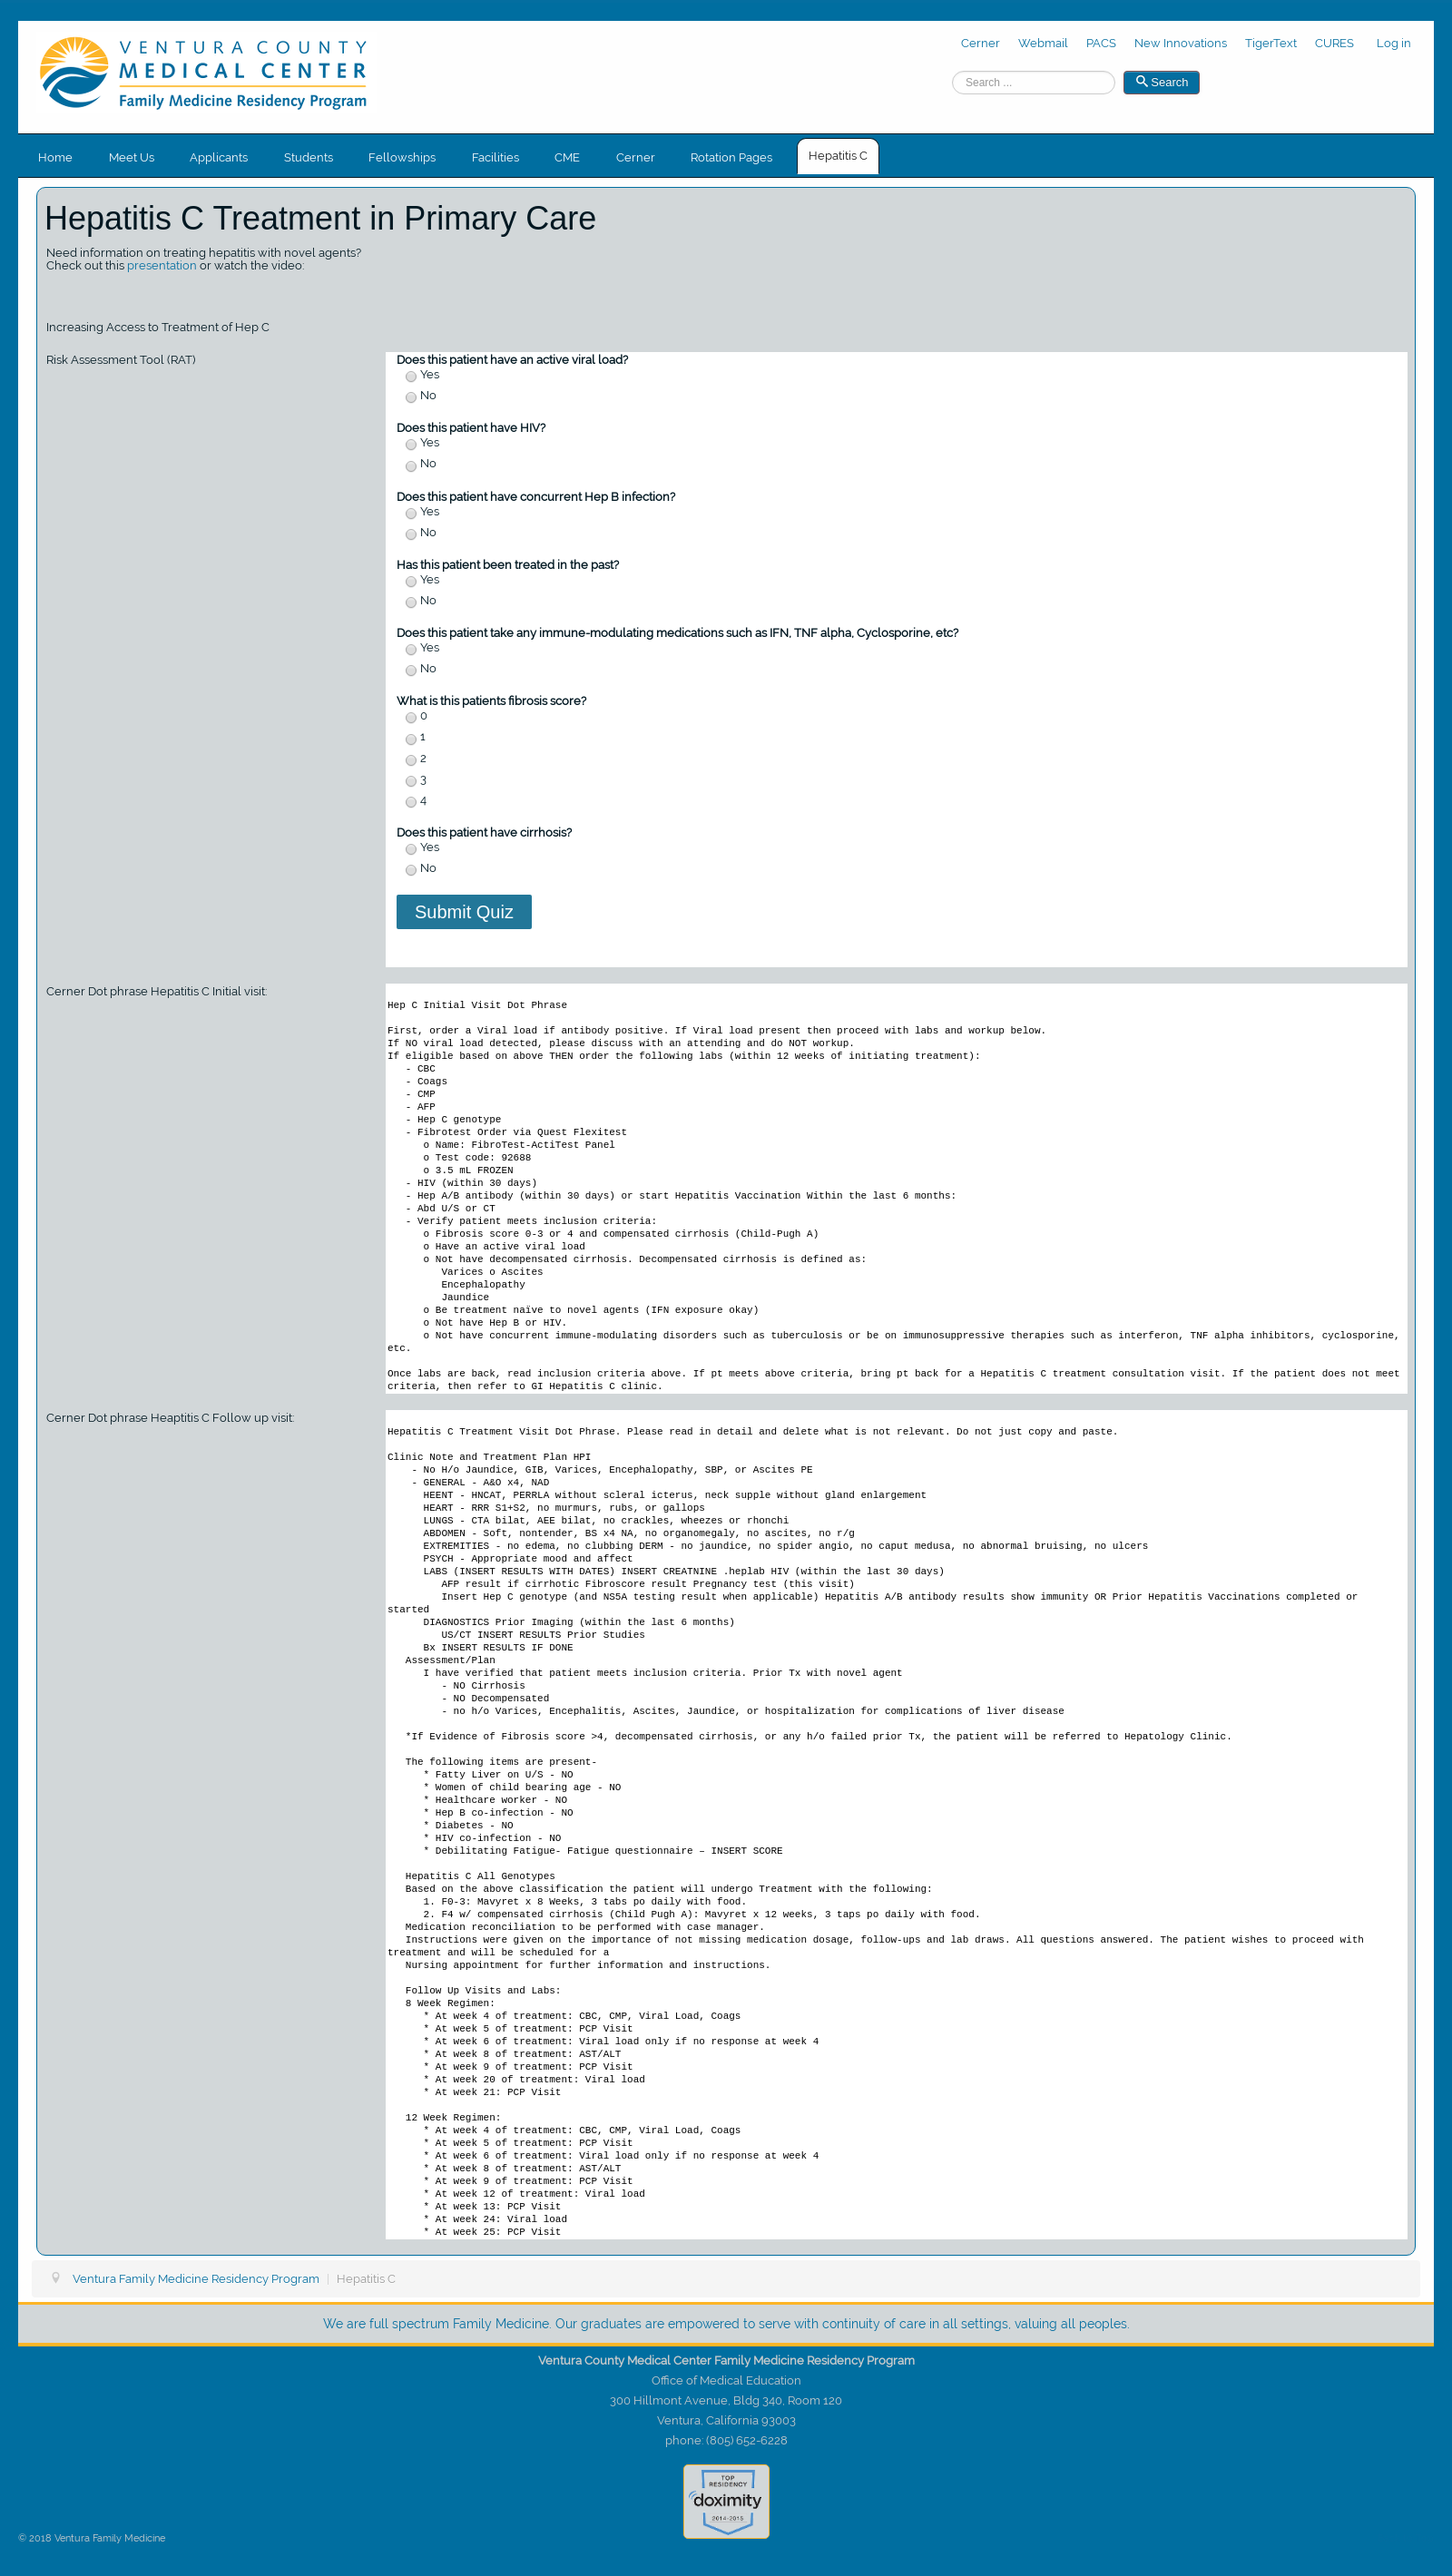 VENTURA COUNTY
MEDICAL CENTER
Family Medicine Residency Program
Cerner Webmail PACS New Innovations TigerText CURES Log in
Search ... Search
Home Meet Us Applicants Students Fellowships Facilities CME Cerner Rotation Pages Hepatitis C
Hepatitis C Treatment in Primary Care
Need information on treating hepatitis with novel agents?
Check out this presentation or watch the video:
Increasing Access to Treatment of Hep C
Risk Assessment Tool (RAT)
Does this patient have an active viral load?
Yes
No
Does this patient have HIV?
Yes
No
Does this patient have concurrent Hep B infection?
Yes
No
Has this patient been treated in the past?
Yes
No
Does this patient take any immune-modulating medications such as IFN, TNF alpha, Cyclosporine, etc?
Yes
No
What is this patients fibrosis score?
0
1
2
3
4
Does this patient have cirrhosis?
Yes
No
Submit Quiz
Cerner Dot phrase Hepatitis C Initial visit:
Hep C Initial Visit Dot Phrase
First, order a Viral load if antibody positive. If Viral load present then proceed with labs and workup below.
If NO viral load detected, please discuss with an attending and do NOT workup.
If eligible based on above THEN order the following labs (within 12 weeks of initiating treatment):
- CBC
- Coags
- CMP
- AFP
- Hep C genotype
- Fibrotest Order via Quest Flexitest
o Name: FibroTest-ActiTest Panel
o Test code: 92688
o 3.5 mL FROZEN
- HIV (within 30 days)
- Hep A/B antibody (within 30 days) or start Hepatitis Vaccination Within the last 6 months:
- Abd U/S or CT
- Verify patient meets inclusion criteria:
o Fibrosis score 0-3 or 4 and compensated cirrhosis (Child-Pugh A)
o Have an active viral load
o Not have decompensated cirrhosis. Decompensated cirrhosis is defined as:
Varices o Ascites
Encephalopathy
Jaundice
o Be treatment naïve to novel agents (IFN exposure okay)
o Not have Hep B or HIV.
o Not have concurrent immune-modulating disorders such as tuberculosis or be on immunosuppressive therapies such as interferon, TNF alpha inhibitors, cyclosporine,
etc.
Once labs are back, read inclusion criteria above. If pt meets above criteria, bring pt back for a Hepatitis C treatment consultation visit. If the patient does not meet
criteria, then refer to GI Hepatitis C clinic.
Cerner Dot phrase Heaptitis C Follow up visit:
Hepatitis C Treatment Visit Dot Phrase. Please read in detail and delete what is not relevant. Do not just copy and paste.
Clinic Note and Treatment Plan HPI
- No H/o Jaundice, GIB, Varices, Encephalopathy, SBP, or Ascites PE
- GENERAL - A&O x4, NAD
HEENT - HNCAT, PERRLA without scleral icterus, neck supple without gland enlargement
HEART - RRR S1+S2, no murmurs, rubs, or gallops
LUNGS - CTA bilat, AEE bilat, no crackles, wheezes or rhonchi
ABDOMEN - Soft, nontender, BS x4 NA, no organomegaly, no ascites, no r/g
EXTREMITIES - no edema, no clubbing DERM - no jaundice, no spider angio, no caput medusa, no abnormal bruising, no ulcers
PSYCH - Appropriate mood and affect
LABS (INSERT RESULTS WITH DATES) INSERT CREATNINE .heplab HIV (within the last 30 days)
AFP result if cirrhotic Fibroscore result Pregnancy test (this visit)
Insert Hep C genotype (and NS5A testing result when applicable) Hepatitis A/B antibody results show immunity OR Prior Hepatitis Vaccinations completed or
started
DIAGNOSTICS Prior Imaging (within the last 6 months)
US/CT INSERT RESULTS Prior Studies
Bx INSERT RESULTS IF DONE
Assessment/Plan
I have verified that patient meets inclusion criteria. Prior Tx with novel agent
- NO Cirrhosis
- NO Decompensated
- no h/o Varices, Encephalitis, Ascites, Jaundice, or hospitalization for complications of liver disease
*If Evidence of Fibrosis score >4, decompensated cirrhosis, or any h/o failed prior Tx, the patient will be referred to Hepatology Clinic.
The following items are present-
* Fatty Liver on U/S - NO
* Women of child bearing age - NO
* Healthcare worker - NO
* Hep B co-infection - NO
* Diabetes - NO
* HIV co-infection - NO
* Debilitating Fatigue- Fatigue questionnaire – INSERT SCORE
Hepatitis C All Genotypes
Based on the above classification the patient will undergo Treatment with the following:
1. F0-3: Mavyret x 8 Weeks, 3 tabs po daily with food.
2. F4 w/ compensated cirrhosis (Child Pugh A): Mavyret x 12 weeks, 3 taps po daily with food.
Medication reconciliation to be performed with case manager.
Instructions were given on the importance of not missing medication dosage, follow-ups and lab draws. All questions answered. The patient wishes to proceed with
treatment and will be scheduled for a
Nursing appointment for further information and instructions.
Follow Up Visits and Labs:
8 Week Regimen:
* At week 4 of treatment: CBC, CMP, Viral Load, Coags
* At week 5 of treatment: PCP Visit
* At week 6 of treatment: Viral load only if no response at week 4
* At week 8 of treatment: AST/ALT
* At week 9 of treatment: PCP Visit
* At week 20 of treatment: Viral load
* At week 21: PCP Visit
12 Week Regimen:
* At week 4 of treatment: CBC, CMP, Viral Load, Coags
* At week 5 of treatment: PCP Visit
* At week 6 of treatment: Viral load only if no response at week 4
* At week 8 of treatment: AST/ALT
* At week 9 of treatment: PCP Visit
* At week 12 of treatment: Viral load
* At week 13: PCP Visit
* At week 24: Viral load
* At week 25: PCP Visit
Ventura Family Medicine Residency Program | Hepatitis C
We are full spectrum Family Medicine. Our graduates are empowered to serve with continuity of care in all settings, valuing all peoples.
Ventura County Medical Center Family Medicine Residency Program
Office of Medical Education
300 Hillmont Avenue, Bldg 340, Room 120
Ventura, California 93003
phone: (805) 652-6228
TOP
RESIDENCY
doximity
2014-2015
© 2018 Ventura Family Medicine